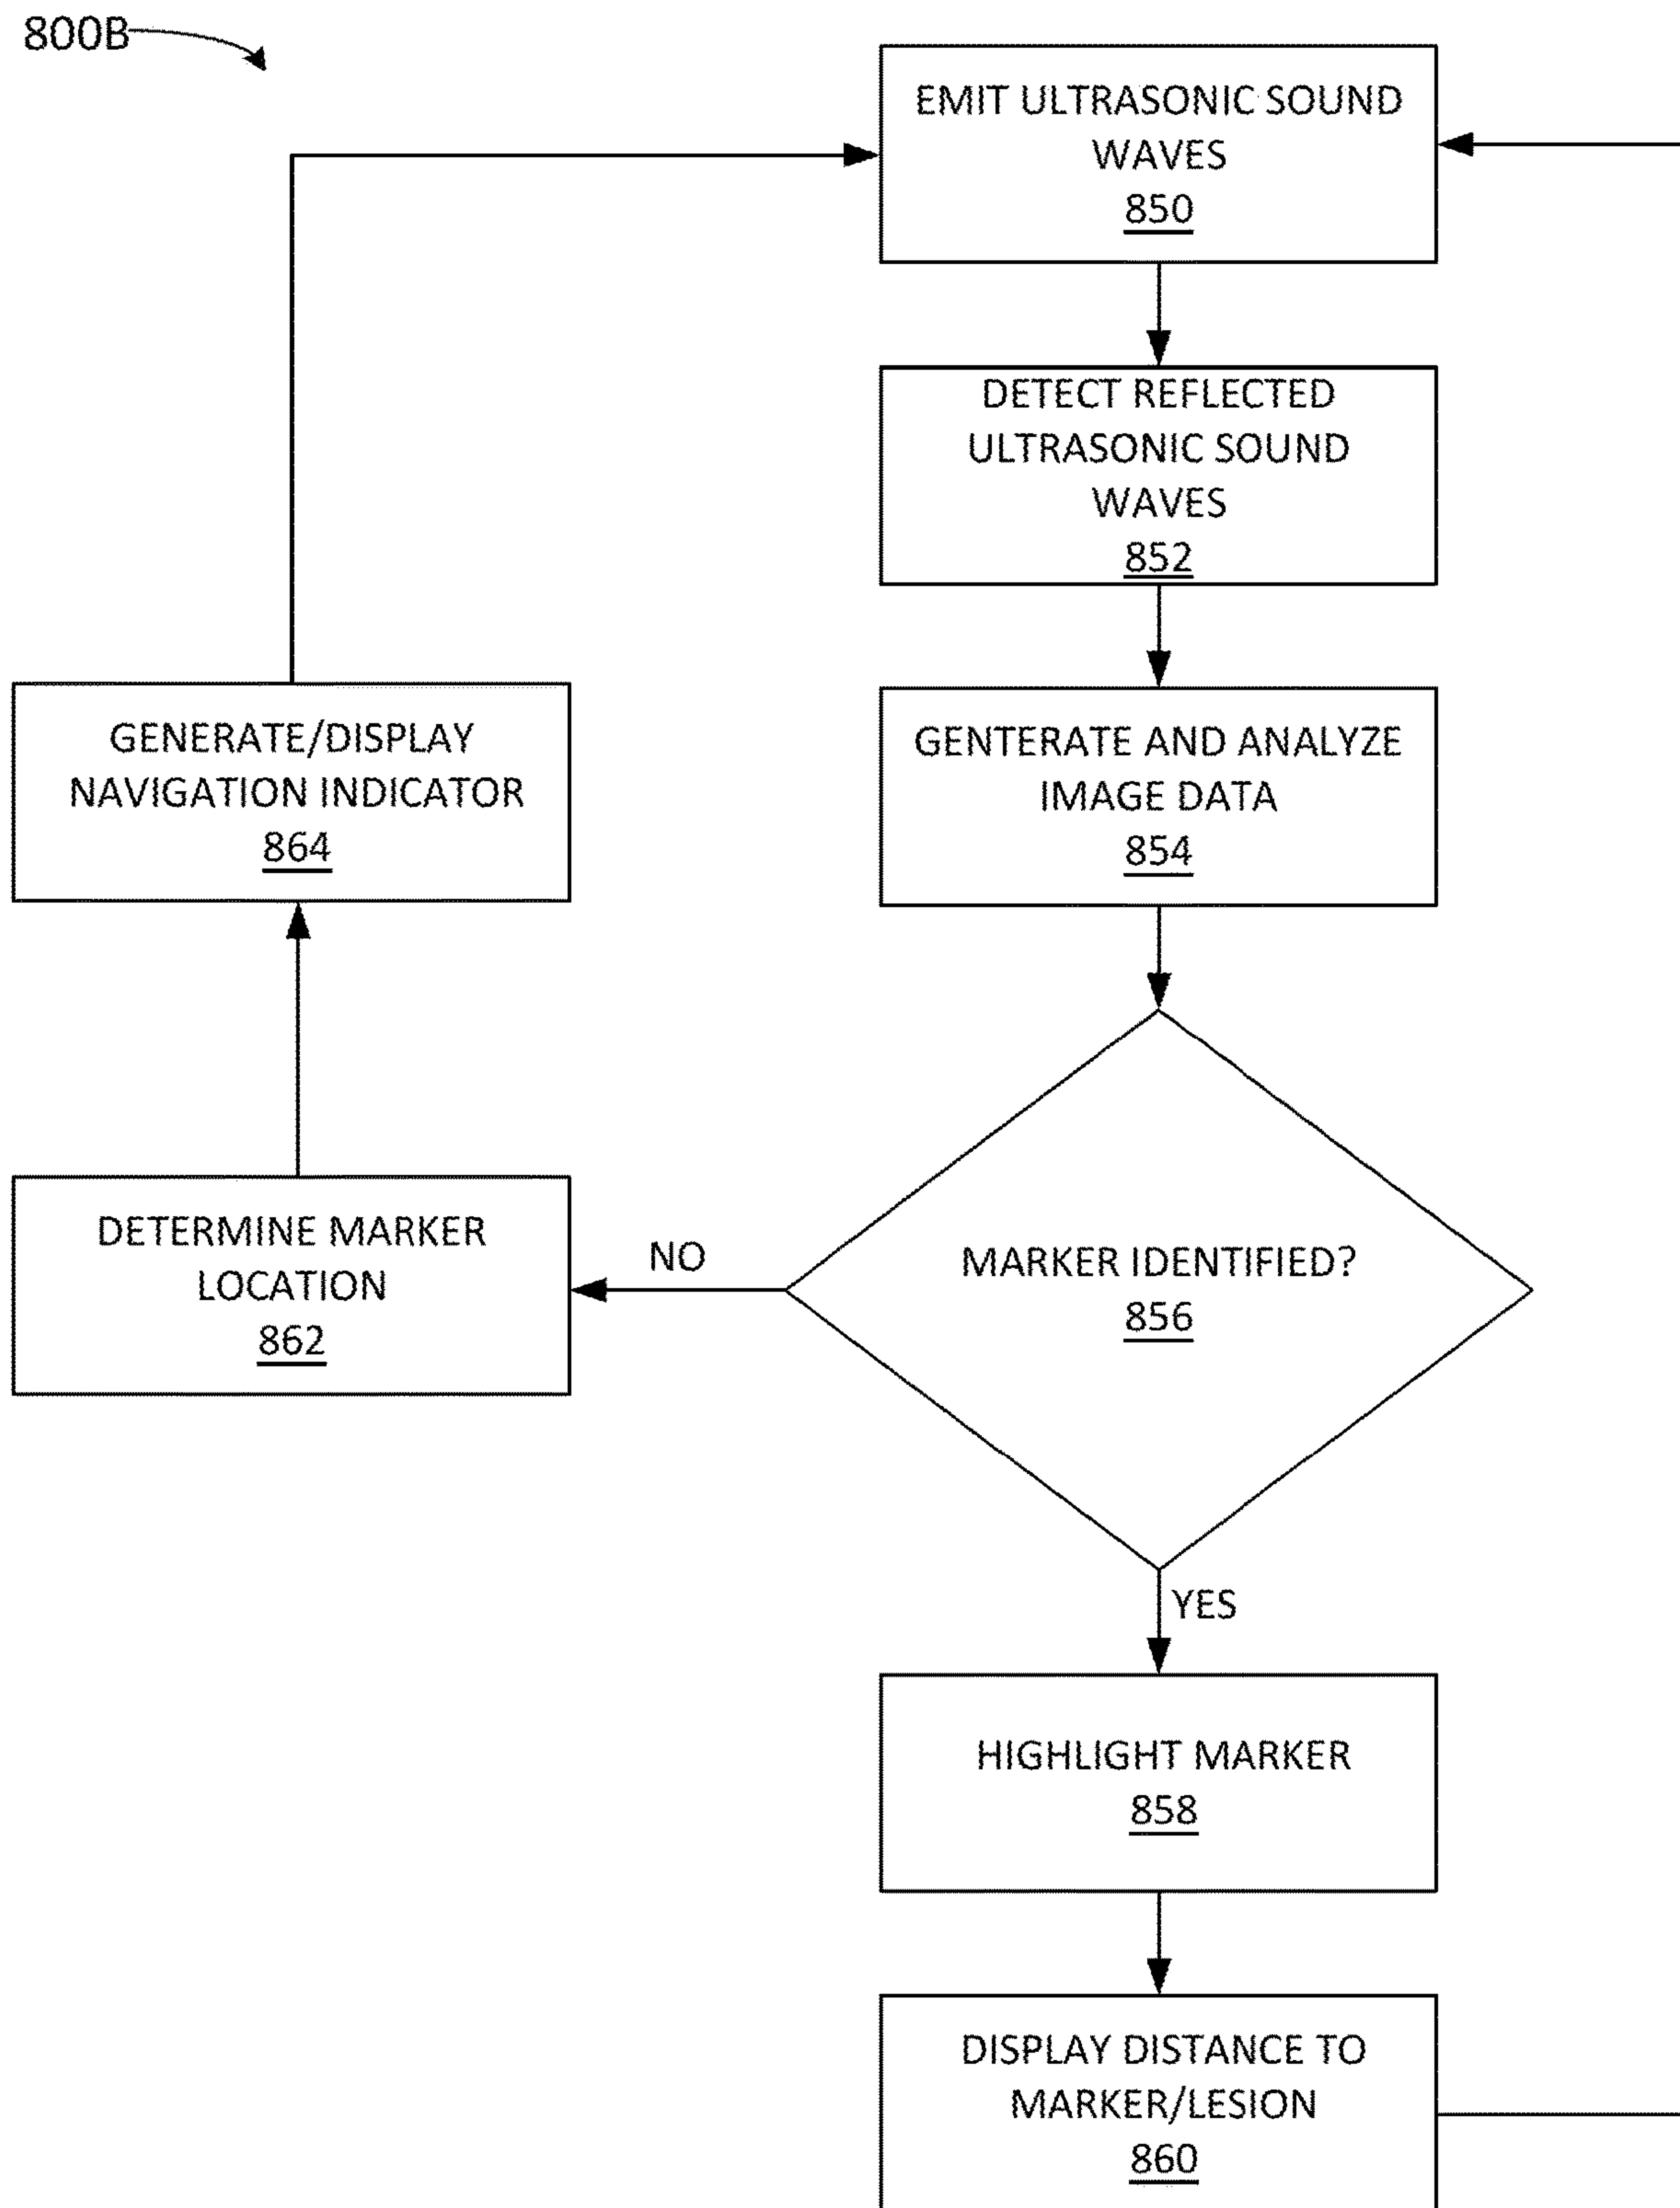 800B
EMIT ULTRASONIC SOUND
WAVES
850
DETECT REFLECTED
ULTRASONIC SOUND
WAVES
852
GENTERATE AND ANALYZE
IMAGE DATA
854
MARKER IDENTIFIED?
856
NO
YES
DETERMINE MARKER
LOCATION
862
GENERATE/DISPLAY
NAVIGATION INDICATOR
864
HIGHLIGHT MARKER
858
DISPLAY DISTANCE TO
MARKER/LESION
860